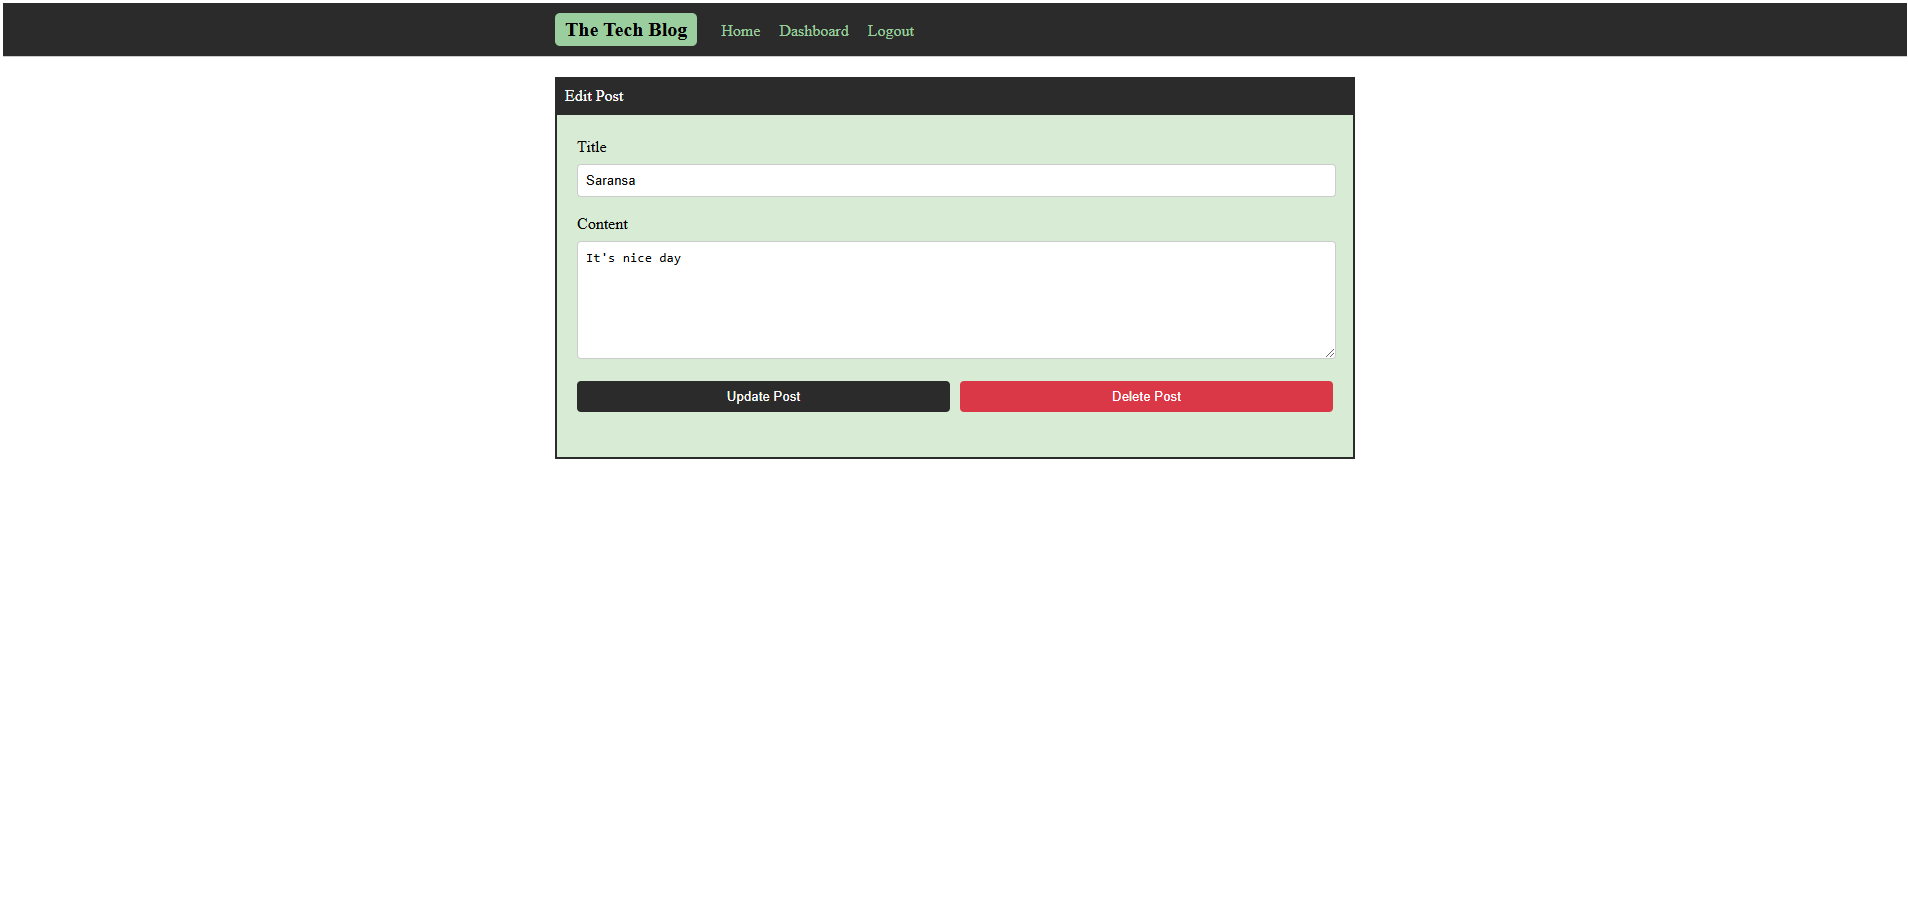 The Tech Blog Home Dashboard Logout
Edit Post
Title
Saransa
Content
It's nice day
Update Post Delete Post